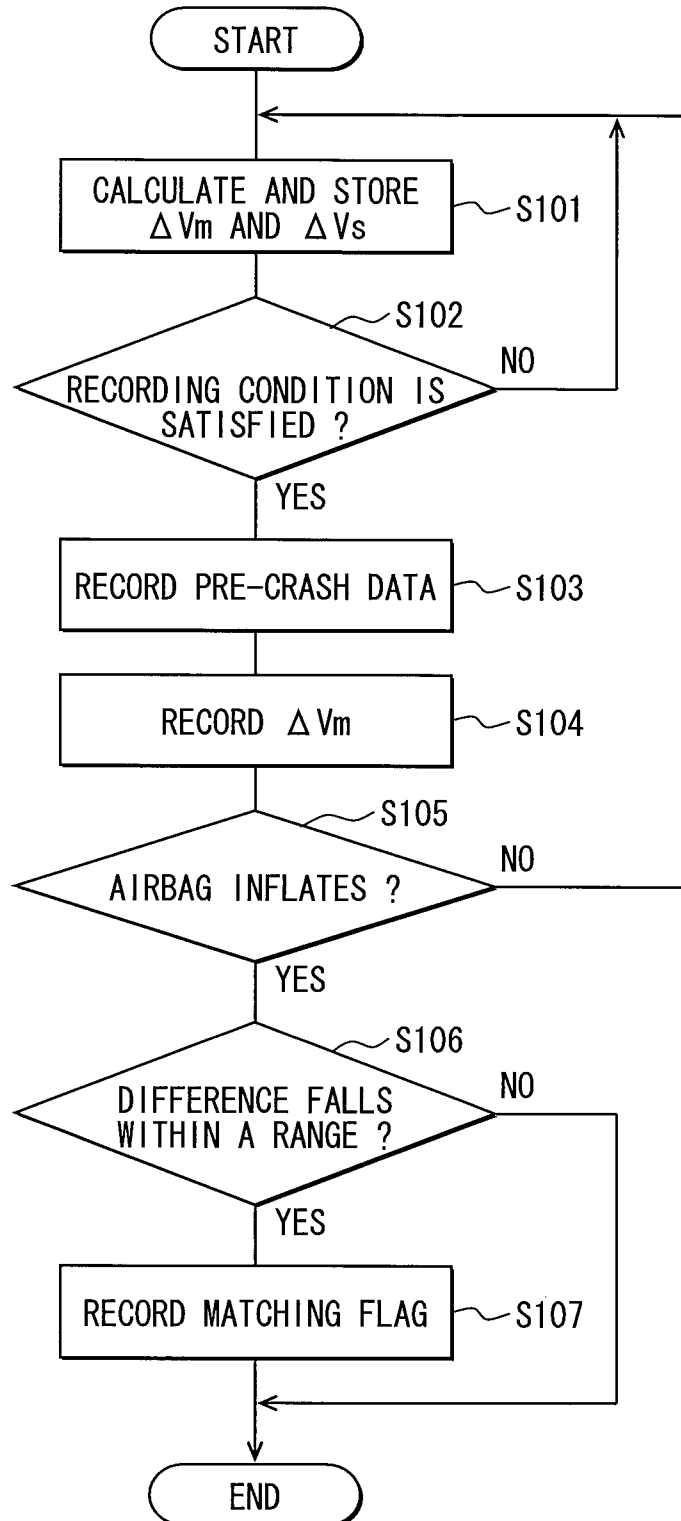 START
CALCULATE AND STORE
ΔVm AND ΔVs
S101
S102
RECORDING CONDITION IS
SATISFIED ?
NO
YES
RECORD PRE-CRASH DATA
S103
RECORD ΔVm
S104
S105
AIRBAG INFLATES ?
NO
YES
S106
DIFFERENCE FALLS
WITHIN A RANGE ?
NO
YES
RECORD MATCHING FLAG
S107
END